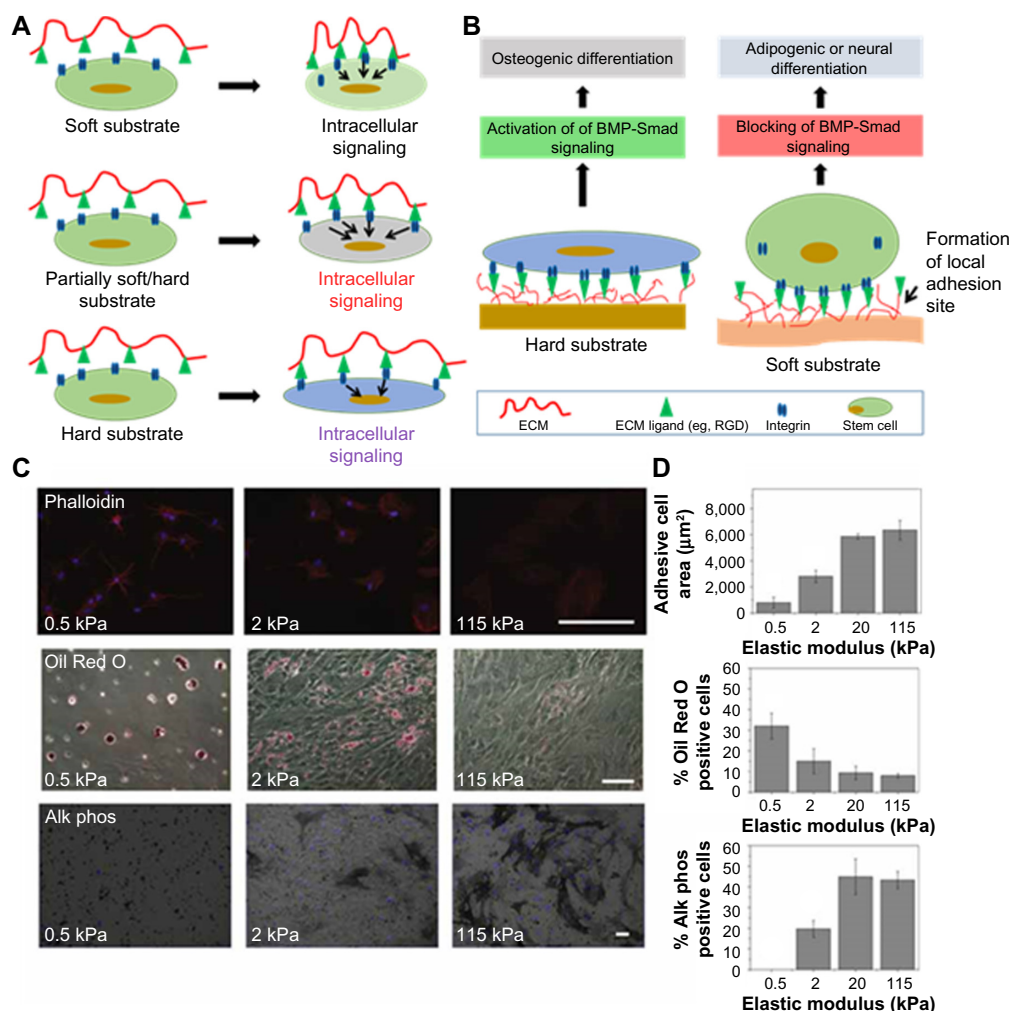 A
Soft substrate
Intracellular
signaling
Partially soft/hard
substrate
Intracellular
signaling
Hard substrate
Intracellular
signaling
B
Osteogenic differentiation
Adipogenic or neural
differentiation
Activation of of BMP-Smad
signaling
Blocking of BMP-Smad
signaling
Formation
of local
adhesion
site
Hard substrate
Soft substrate
ECM
ECM ligand (eg, RGD)
Integrin
Stem cell
C
Phalloidin
0.5 kPa
2 kPa
115 kPa
Oil Red O
0.5 kPa
2 kPa
115 kPa
Alk phos
0.5 kPa
2 kPa
115 kPa
D
Adhesive cell
area (μm²)
8,000
6,000
4,000
2,000
0
0.5 2 20 115
Elastic modulus (kPa)
% Oil Red O
positive cells
60
50
40
30
20
10
0
0.5 2 20 115
Elastic modulus (kPa)
% Alk phos
positive cells
60
50
40
30
20
10
0
0.5 2 20 115
Elastic modulus (kPa)